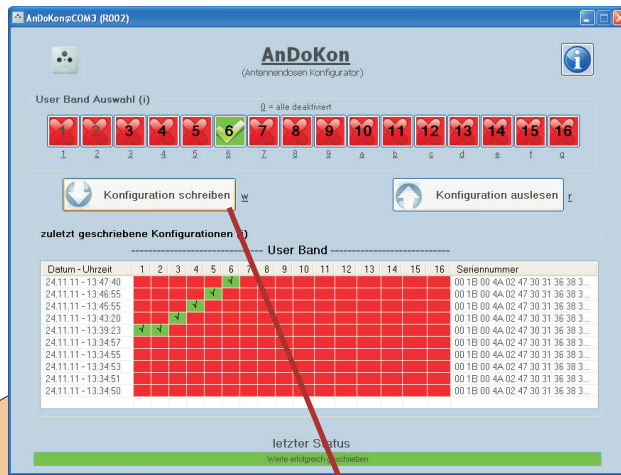 AnDoKon@COM3 (R002)
AnDoKon
(Antennendosen Konfigurator)
User Band Auswahl (i)
0 = alle deaktiviert
1 2 3 4 5 6 7 8 9 10 11 12 13 14 15 16
1 2 3 4 5 6 7 8 9 a b c d e f g
Konfiguration schreiben w
Konfiguration auslesen r
zuletzt geschriebene Konfigurationen (i)
User Band
Datum - Uhrzeit 1 2 3 4 5 6 7 8 9 10 11 12 13 14 15 16 Seriennummer
24.11.11 - 13:47:40 00 1B 00 4A 02 47 30 31 36 38 3...
24.11.11 - 13:46:55 00 1B 00 4A 02 47 30 31 36 38 3...
24.11.11 - 13:45:55 00 1B 00 4A 02 47 30 31 36 38 3...
24.11.11 - 13:43:20 00 1B 00 4A 02 47 30 31 36 38 3...
24.11.11 - 13:39:23 00 1B 00 4A 02 47 30 31 36 38 3...
24.11.11 - 13:34:57 00 1B 00 4A 02 47 30 31 36 38 3...
24.11.11 - 13:34:55 00 1B 00 4A 02 47 30 31 36 38 3...
24.11.11 - 13:34:53 00 1B 00 4A 02 47 30 31 36 38 3...
24.11.11 - 13:34:51 00 1B 00 4A 02 47 30 31 36 38 3...
24.11.11 - 13:34:50 00 1B 00 4A 02 47 30 31 36 38 3...
letzter Status
Werte erfolgreich geschrieben